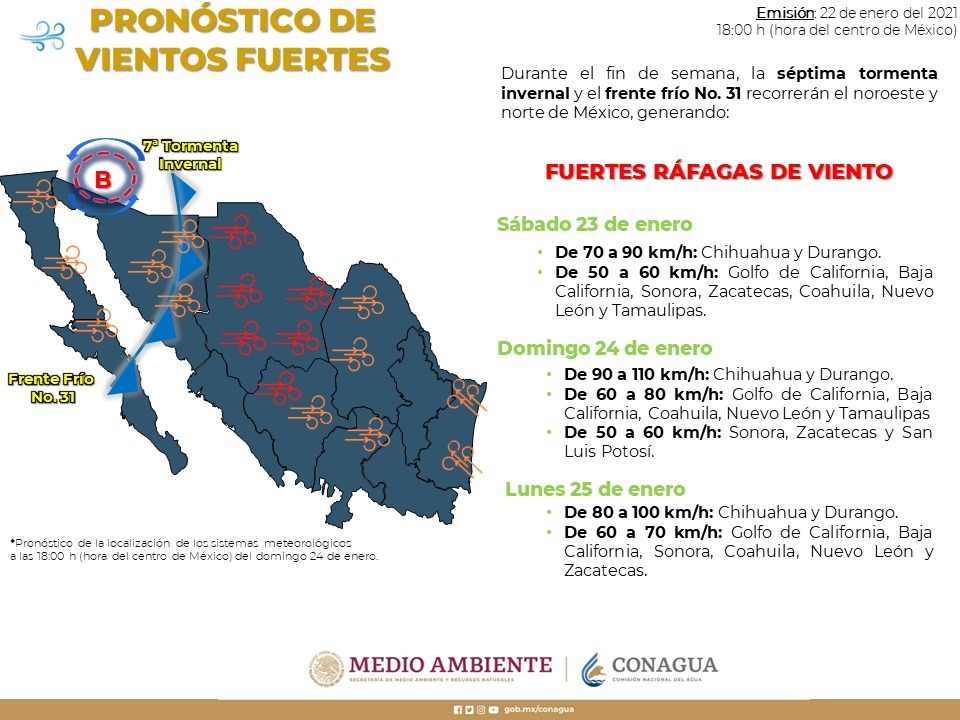 PRONÓSTICO DE
VIENTOS FUERTES
Emisión: 22 de enero del 2021
18:00 h (hora del centro de México)
Durante el fin de semana, la séptima tormenta
invernal y el frente frío No. 31 recorrerán el noroeste y
norte de México, generando:
7ª Tormenta
Invernal
B
Frente Frío
No. 31
FUERTES RÁFAGAS DE VIENTO
Sábado 23 de enero
• De 70 a 90 km/h: Chihuahua y Durango.
• De 50 a 60 km/h: Golfo de California, Baja
California, Sonora, Zacatecas, Coahuila, Nuevo
León y Tamaulipas.
Domingo 24 de enero
• De 90 a 110 km/h: Chihuahua y Durango.
• De 60 a 80 km/h: Golfo de California, Baja
California, Coahuila, Nuevo León y Tamaulipas
• De 50 a 60 km/h: Sonora, Zacatecas y San
Luis Potosí.
Lunes 25 de enero
• De 80 a 100 km/h: Chihuahua y Durango.
• De 60 a 70 km/h: Golfo de California, Baja
California, Sonora, Coahuila, Nuevo León y
Zacatecas.
*Pronóstico de la localización de los sistemas meteorológicos
a las 18:00 h (hora del centro de México) del domingo 24 de enero.
MEDIO AMBIENTE
SECRETARÍA DE MEDIO AMBIENTE Y RECURSOS NATURALES
CONAGUA
COMISIÓN NACIONAL DEL AGUA
gob.mx/conagua